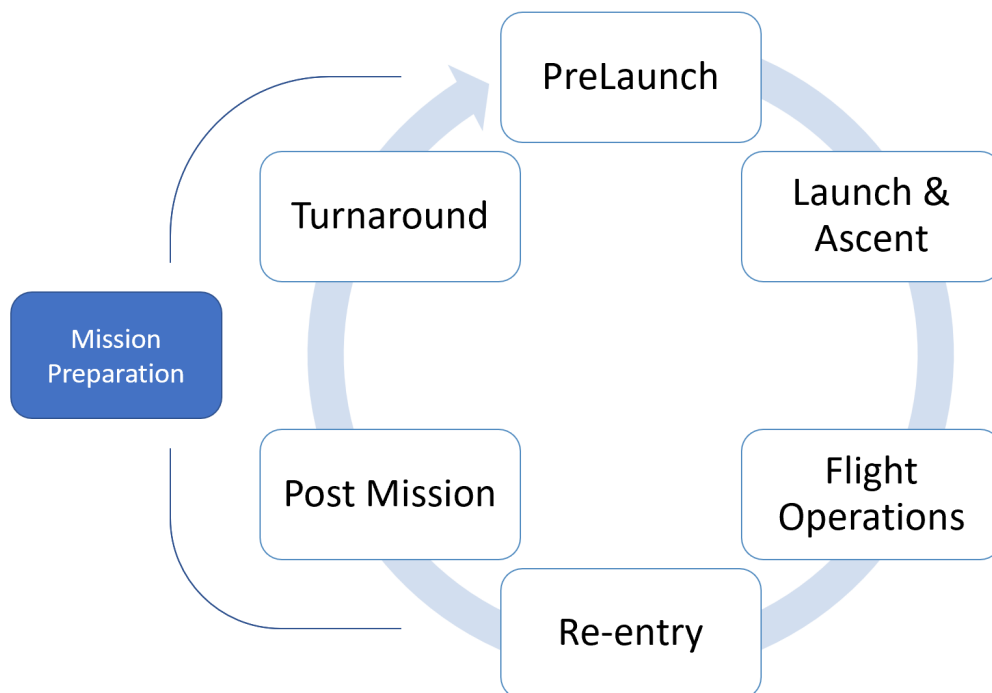 PreLaunch
Launch &
Ascent
Flight
Operations
Re-entry
Post Mission
Turnaround
Mission
Preparation